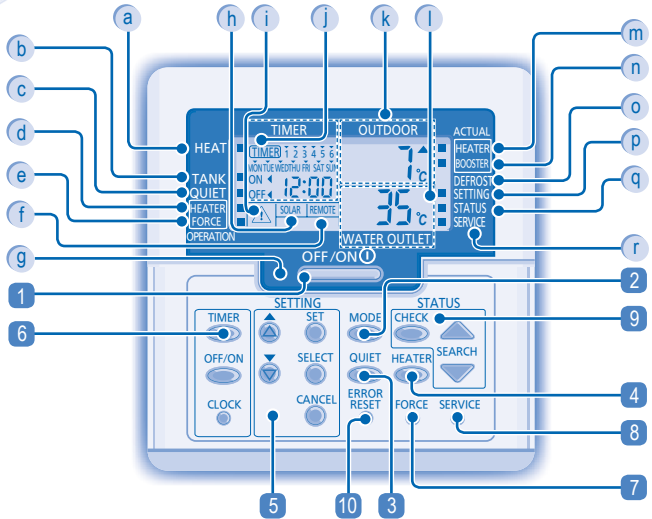 h i j l
a k m
b n
c o
d p
e q
f
g r
TIMER OUTDOOR ACTUAL
HEAT TIMER 1 2 3 4 5 6 HEATER
MON TUE WED THU FRI SAT SUN 7 °C BOOSTER
TANK ON DEFROST
QUIET OFF 12:00 SETTING
HEATER 35 °C STATUS
FORCE SOLAR REMOTE SERVICE
OPERATION WATER OUTLET
OFF/ON
1 SETTING STATUS 2
6 TIMER SET MODE CHECK 9
OFF/ON SELECT QUIET HEATER SEARCH
CLOCK CANCEL ERROR RESET FORCE SERVICE 4
8
5 10 3 7